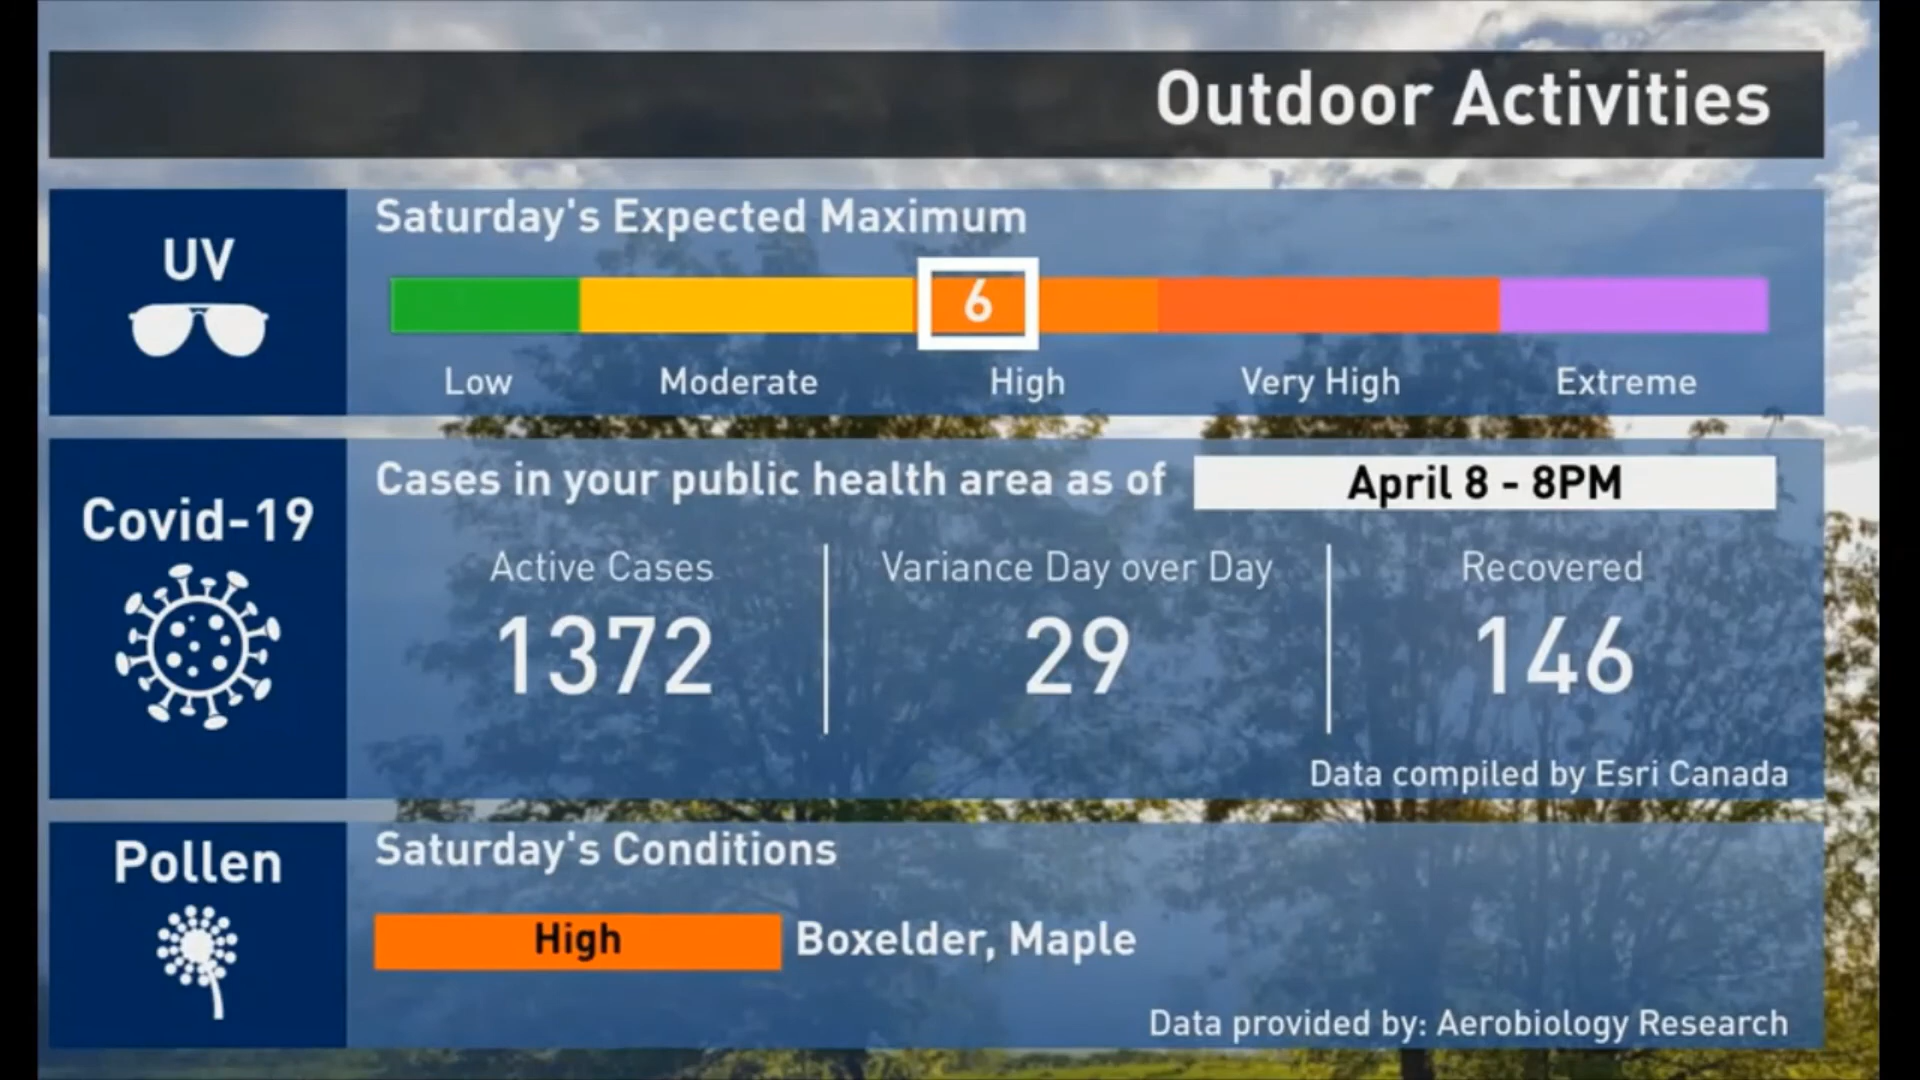 Outdoor Activities
UV
Saturday's Expected Maximum
6
Low Moderate High Very High Extreme
Covid-19
Cases in your public health area as of April 8 - 8PM
Active Cases Variance Day over Day Recovered
1372 29 146
Data compiled by Esri Canada
Pollen
Saturday's Conditions
High Boxelder, Maple
Data provided by: Aerobiology Research